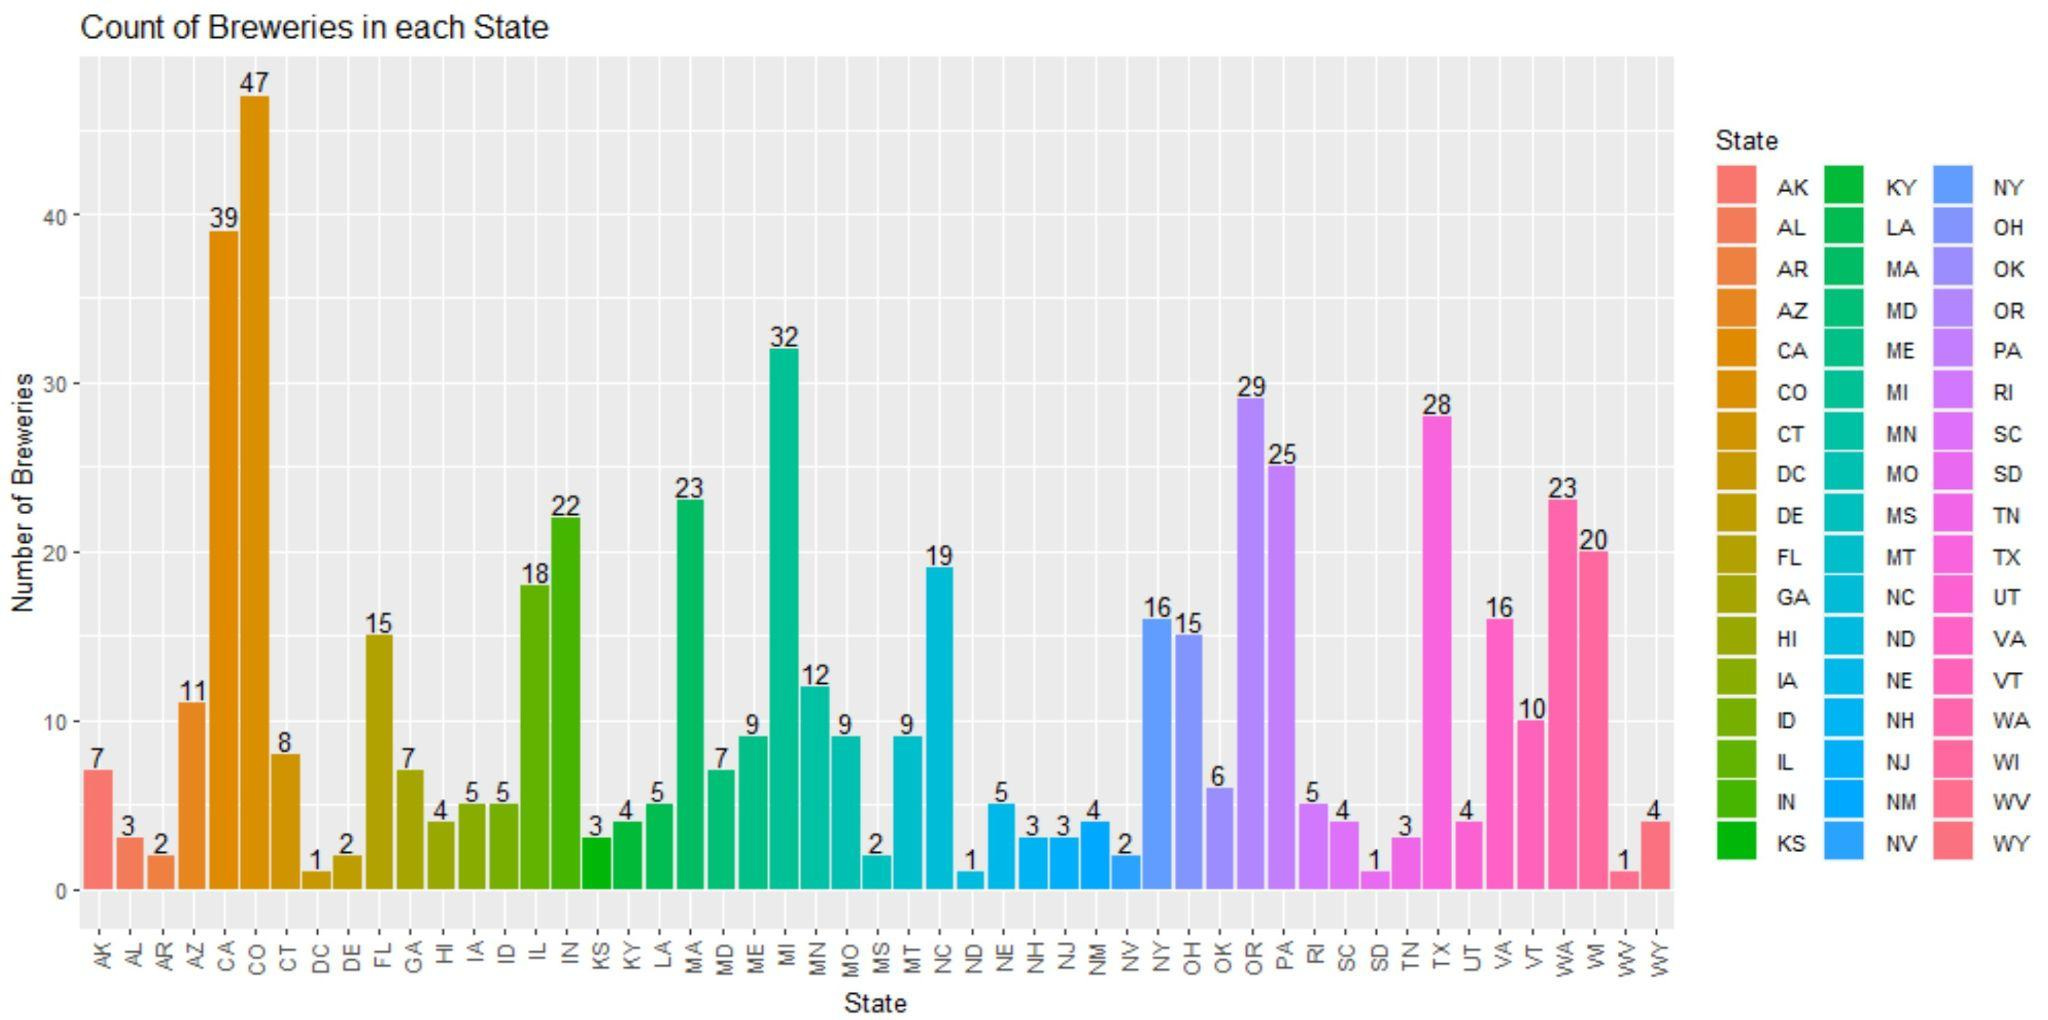 Count of Breweries in each State
Number of Breweries
40
30
20
10
0
7
3
2
11
39
47
8
1
2
15
7
4
5
5
18
22
3
4
5
23
7
9
32
12
9
2
9
19
1
5
3
3
4
2
16
15
6
29
25
5
4
1
3
28
4
16
10
23
20
1
4
AK AL AR AZ CA CO CT DC DE FL GA HI IA ID IL IN KS KY LA MA MD ME MI MN MO MS MT NC ND NE NH NJ NM NV NY OH OK OR PA RI SC SD TN TX UT VA VT WA WI WV WY
State
State
AK KY NY
AL LA OH
AR MA OK
AZ MD OR
CA ME PA
CO MI RI
CT MN SC
DC MO SD
DE MS TN
FL MT TX
GA NC UT
HI ND VA
IA NE VT
ID NH WA
IL NJ WI
IN NM WV
KS NV WY